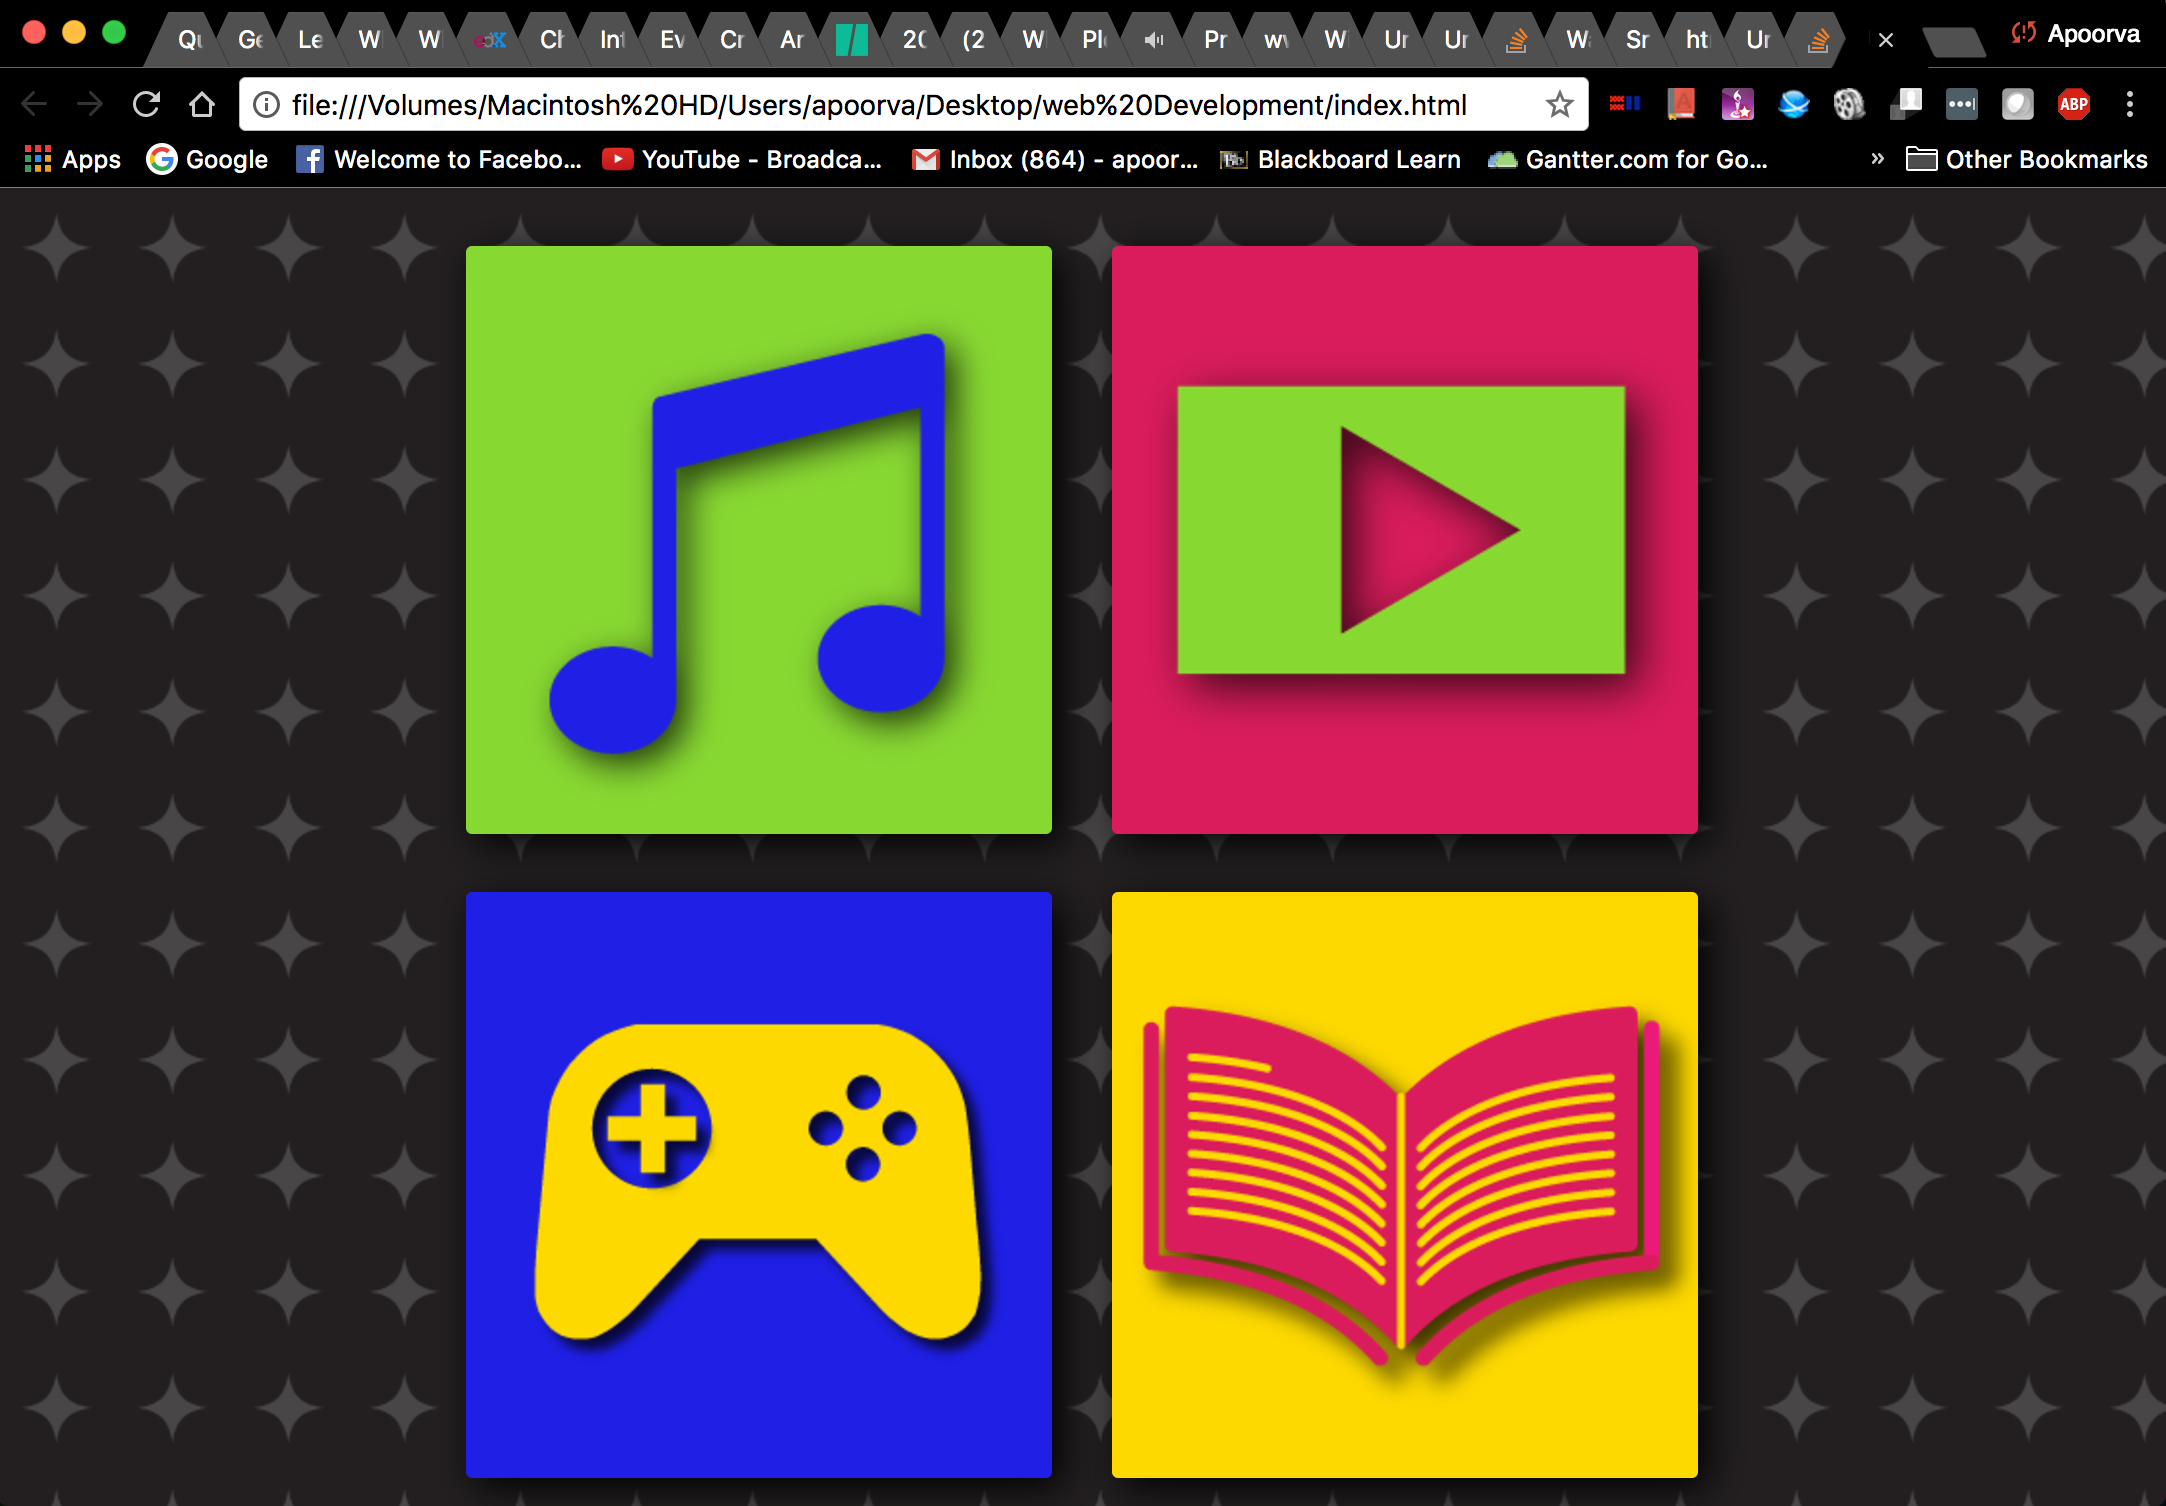 Qu Ge Le W W edX Ch Int Ev Cr Ar 20 (2 W Pl Pr w W Ur Ur W Sr ht Ur Apoorva
file:///Volumes/Macintosh%20HD/Users/apoorva/Desktop/web%20Development/index.html ABP
Apps Google Welcome to Facebo... YouTube - Broadca... Inbox (864) - apoor... Blackboard Learn Gantter.com for Go... » Other Bookmarks